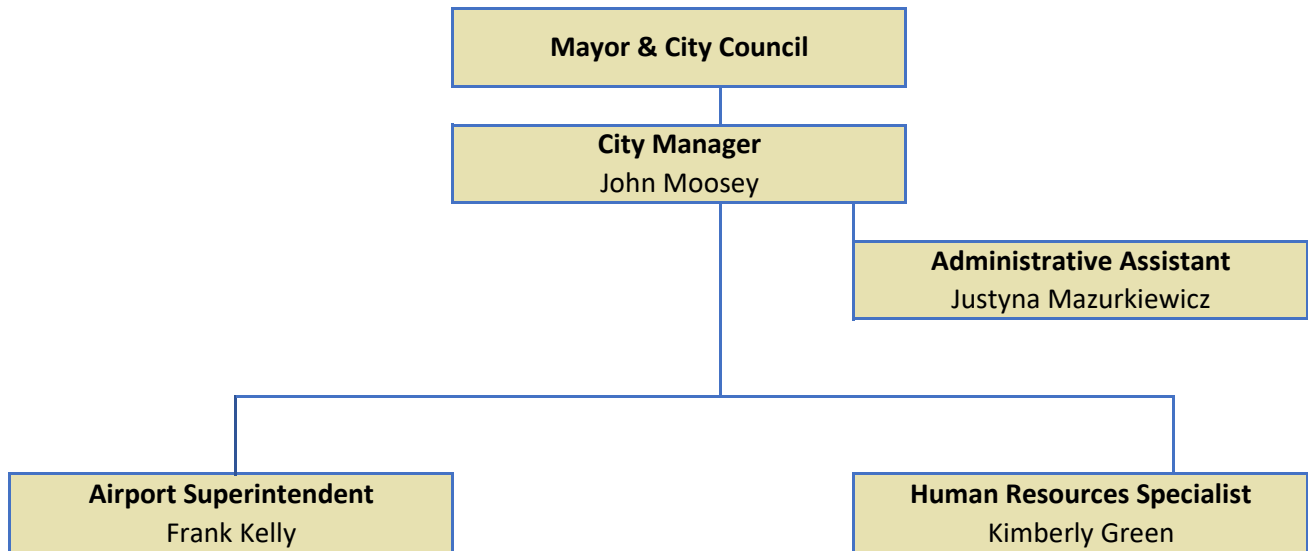 Mayor & City Council
City Manager
John Moosey
Administrative Assistant
Justyna Mazurkiewicz
Airport Superintendent
Frank Kelly
Human Resources Specialist
Kimberly Green